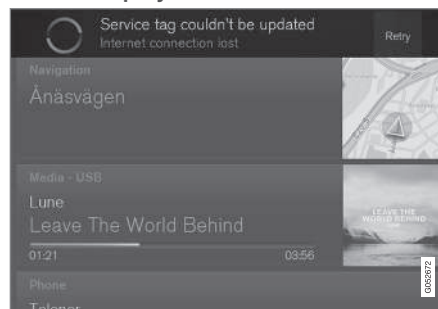 Service tag couldn't be updated
Internet connection lost
Retry
Navigation
Ånäsvägen
Media - USB
Lune
Leave The World Behind
01:21
03:56
LEAVE THE
WORLD BEHIND
Phone
G052672